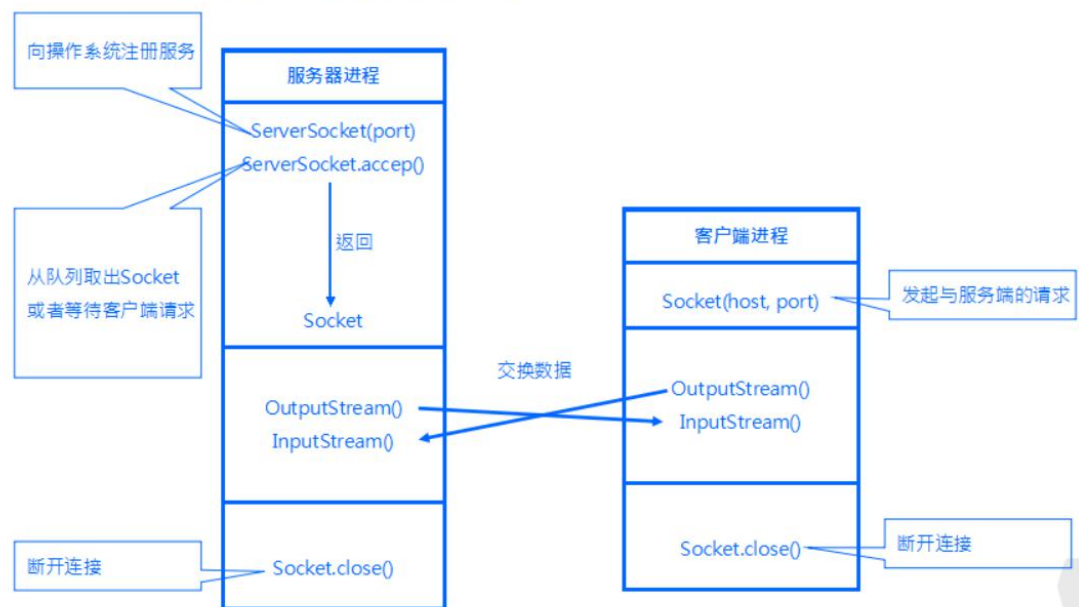 向操作系统注册服务
服务器进程
ServerSocket(port)
ServerSocket.accep()
返回
从队列取出Socket
或者等待客户端请求
Socket
客户端进程
Socket(host, port)
发起与服务端的请求
交换数据
OutputStream()
InputStream()
OutputStream()
InputStream()
断开连接
Socket.close()
Socket.close()
断开连接